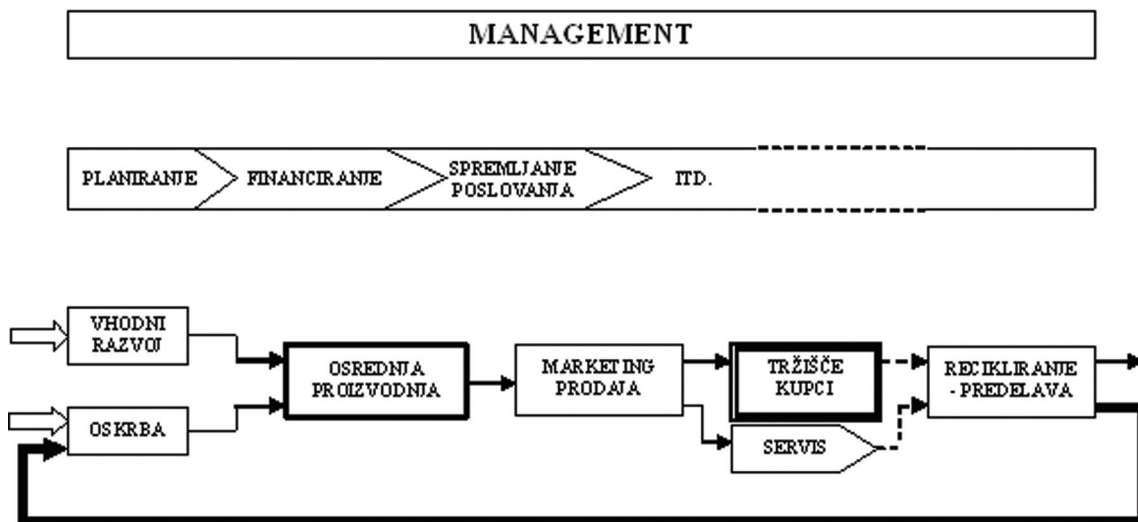 MANAGEMENT
PLANIRANJE
FINANCIRANJE
SPREMLJANJE
POSLOVANJA
ITD.
VHODNI
RAZVOJ
OSKRBA
OSREDNJA
PROIZVODNJA
MARKETING
PRODAJA
TRŽIŠČE
KUPCI
SERVIS
RECIKLIRANJE
- PREDELAVA